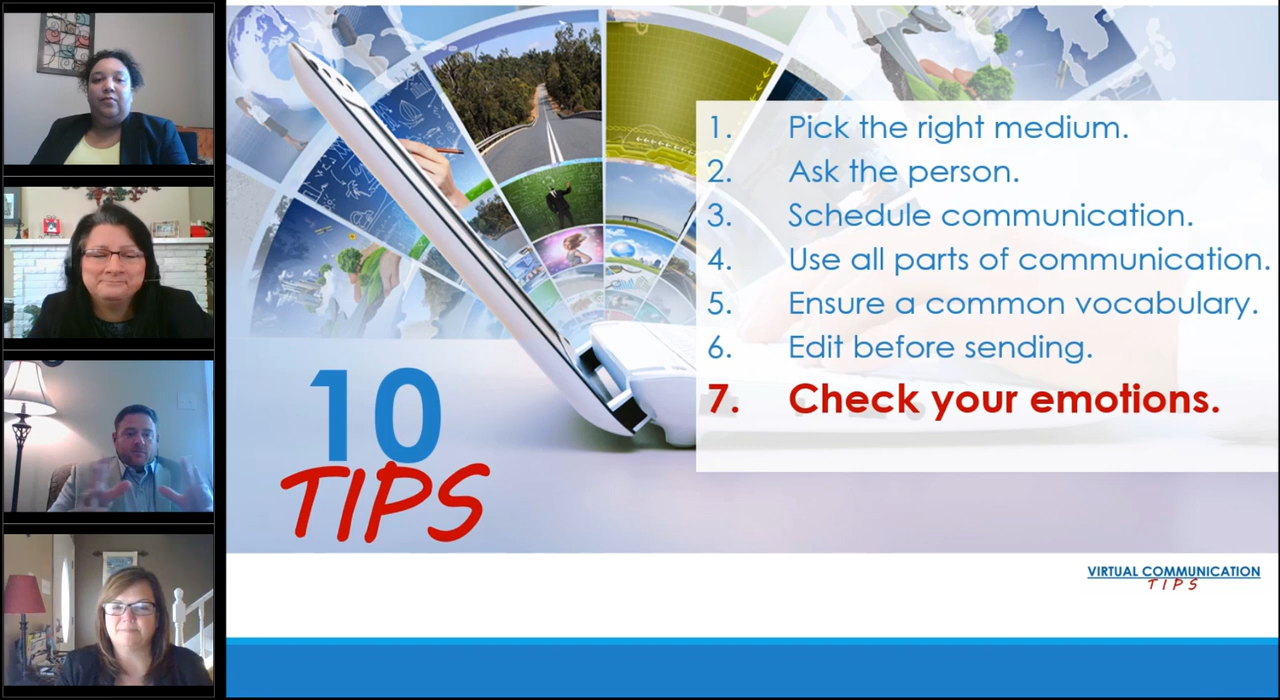 1. Pick the right medium.
2. Ask the person.
3. Schedule communication.
4. Use all parts of communication.
5. Ensure a common vocabulary.
6. Edit before sending.
7. Check your emotions.
10
TIPS
VIRTUAL COMMUNICATION
TIPS